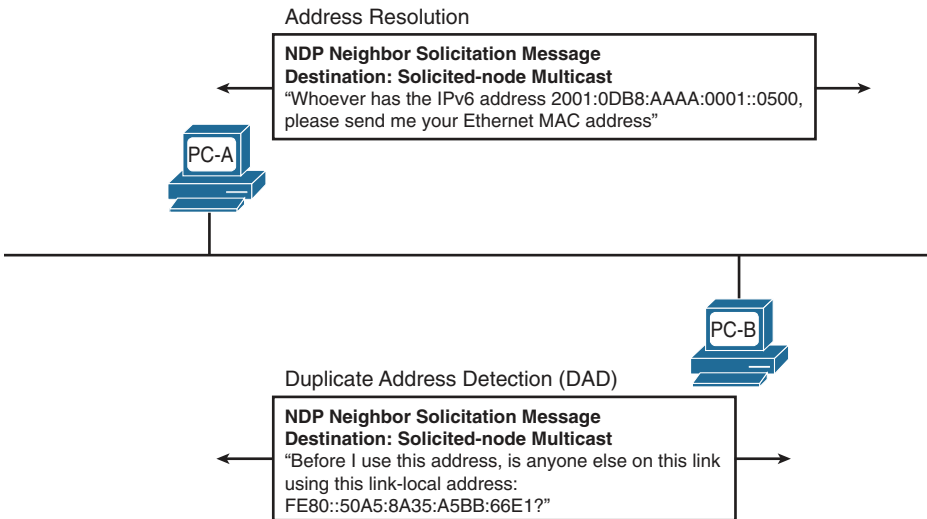 Address Resolution
NDP Neighbor Solicitation Message
Destination: Solicited-node Multicast
“Whoever has the IPv6 address 2001:0DB8:AAAA:0001::0500,
please send me your Ethernet MAC address”
PC-A
PC-B
Duplicate Address Detection (DAD)
NDP Neighbor Solicitation Message
Destination: Solicited-node Multicast
“Before I use this address, is anyone else on this link
using this link-local address:
FE80::50A5:8A35:A5BB:66E1?”